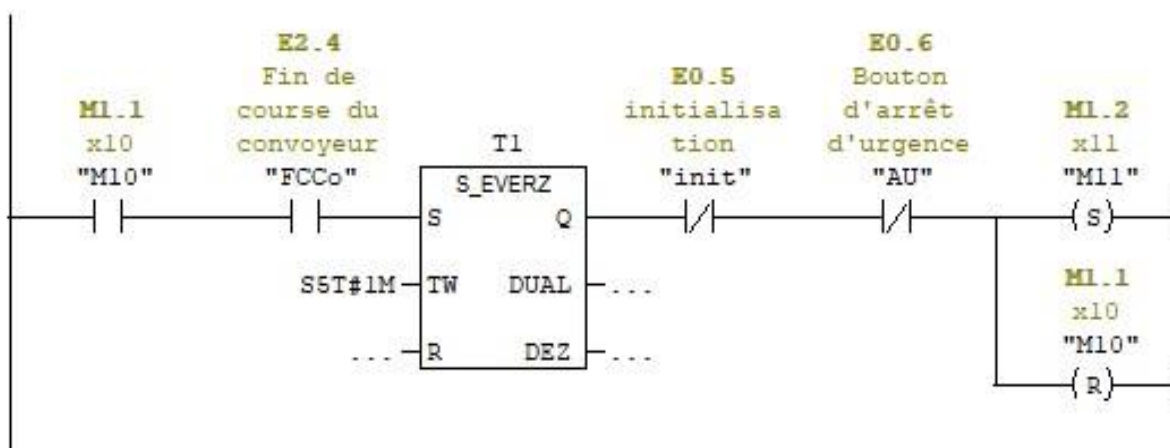 E2.4
Fin de
course du
convoyeur
"FCCo"
M1.1
x10
"M10"
T1
S_EVERZ
S
Q
S5T#1M
TW
DUAL
...
...
R
DEZ
...
E0.5
initialisa
tion
"init"
E0.6
Bouton
d'arrêt
d'urgence
"AU"
M1.2
x11
"M11"
S
M1.1
x10
"M10"
R